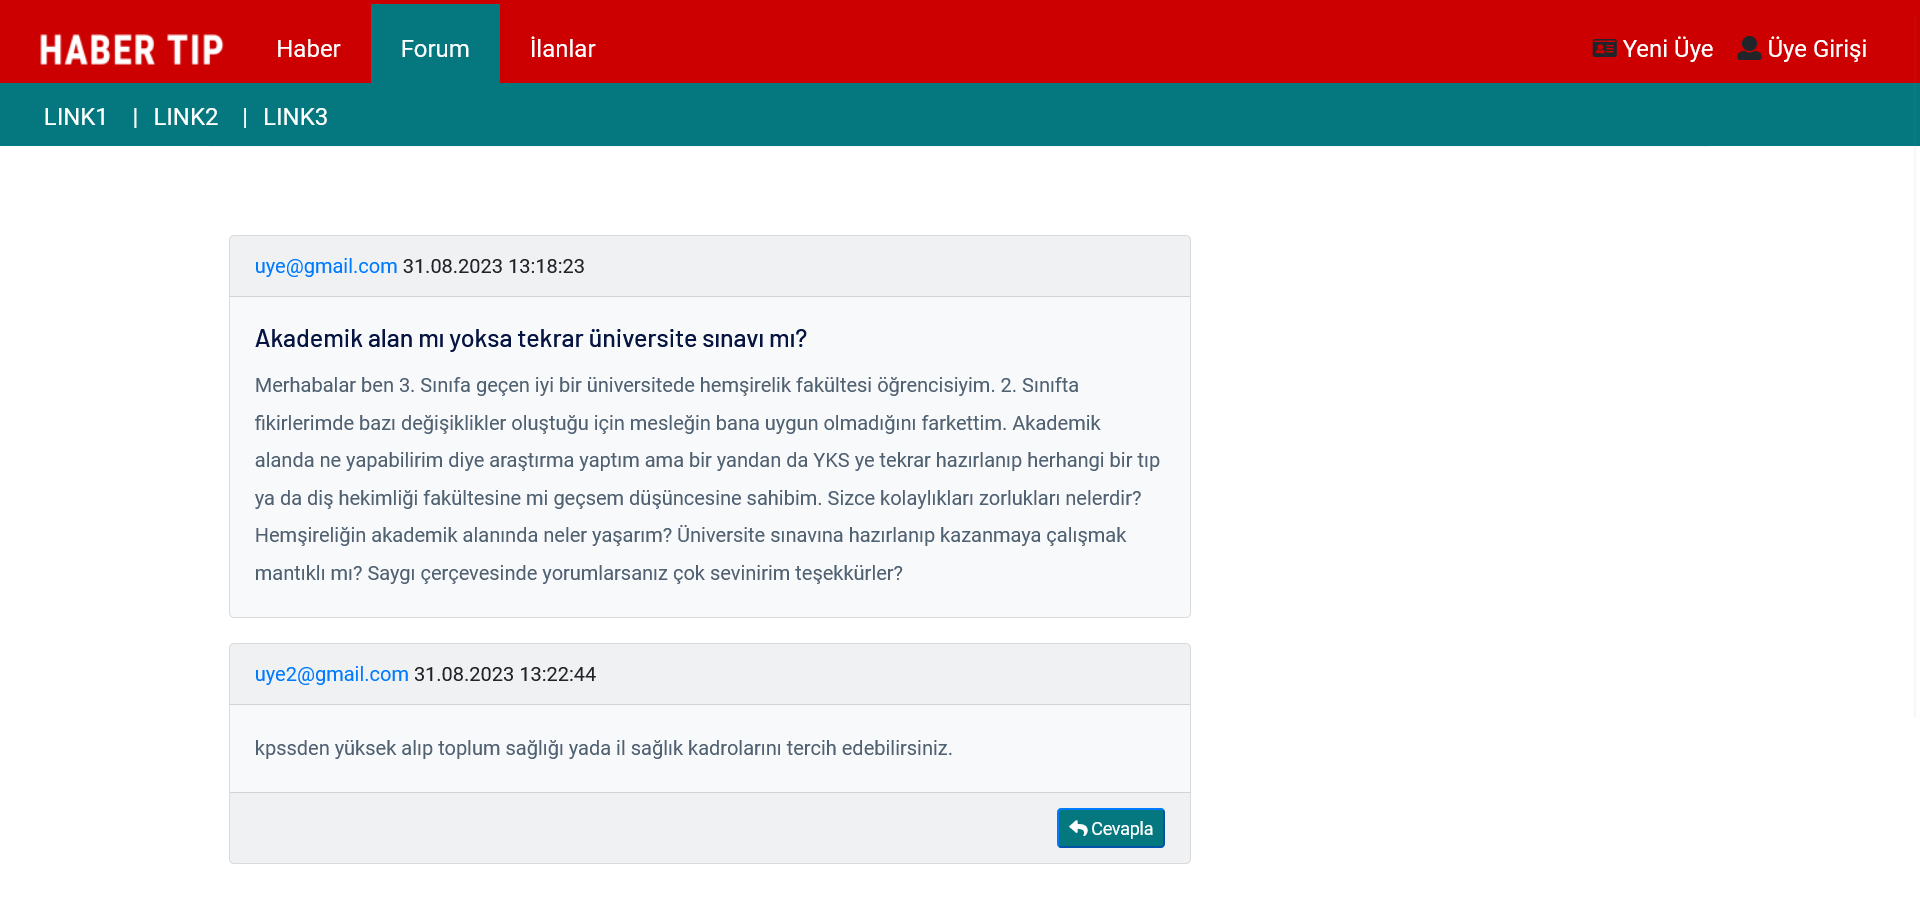 HABER TIP
Haber
Forum
İlanlar
Yeni Üye
Üye Girişi
LINK1 | LINK2 | LINK3
uye@gmail.com 31.08.2023 13:18:23
Akademik alan mı yoksa tekrar üniversite sınavı mı?
Merhabalar ben 3. Sınıfa geçen iyi bir üniversitede hemşirelik fakültesi öğrencisiyim. 2. Sınıfta
fikirlerimde bazı değişiklikler oluştuğu için mesleğin bana uygun olmadığını farkettim. Akademik
alanda ne yapabilirim diye araştırma yaptım ama bir yandan da YKS ye tekrar hazırlanıp herhangi bir tıp
ya da diş hekimliği fakültesine mi geçsem düşüncesine sahibim. Sizce kolaylıkları zorlukları nelerdir?
Hemşireliğin akademik alanında neler yaşarım? Üniversite sınavına hazırlanıp kazanmaya çalışmak
mantıklı mı? Saygı çerçevesinde yorumlarsanız çok sevinirim teşekkürler?
uye2@gmail.com 31.08.2023 13:22:44
kpssden yüksek alıp toplum sağlığı yada il sağlık kadrolarını tercih edebilirsiniz.
Cevapla